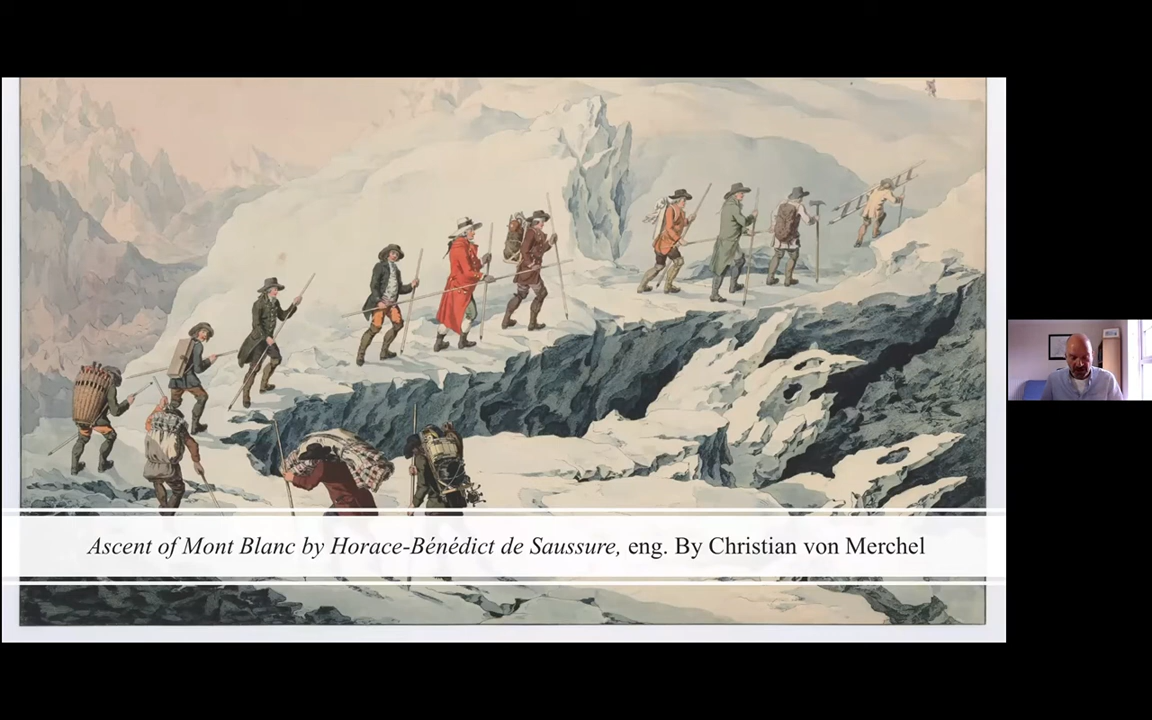 Ascent of Mont Blanc by Horace-Bénédict de Saussure, eng. By Christian von Merchel